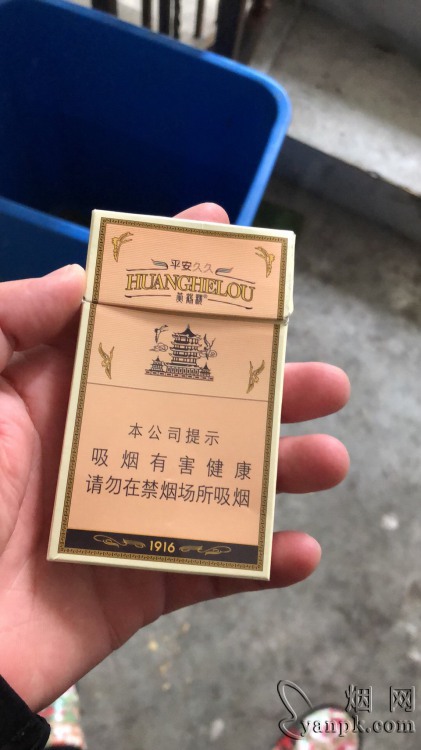 平安久久
HUANGHELOU
黄鹤楼®
本公司提示
吸烟有害健康
请勿在禁烟场所吸烟
1916
烟网
yanpk.com